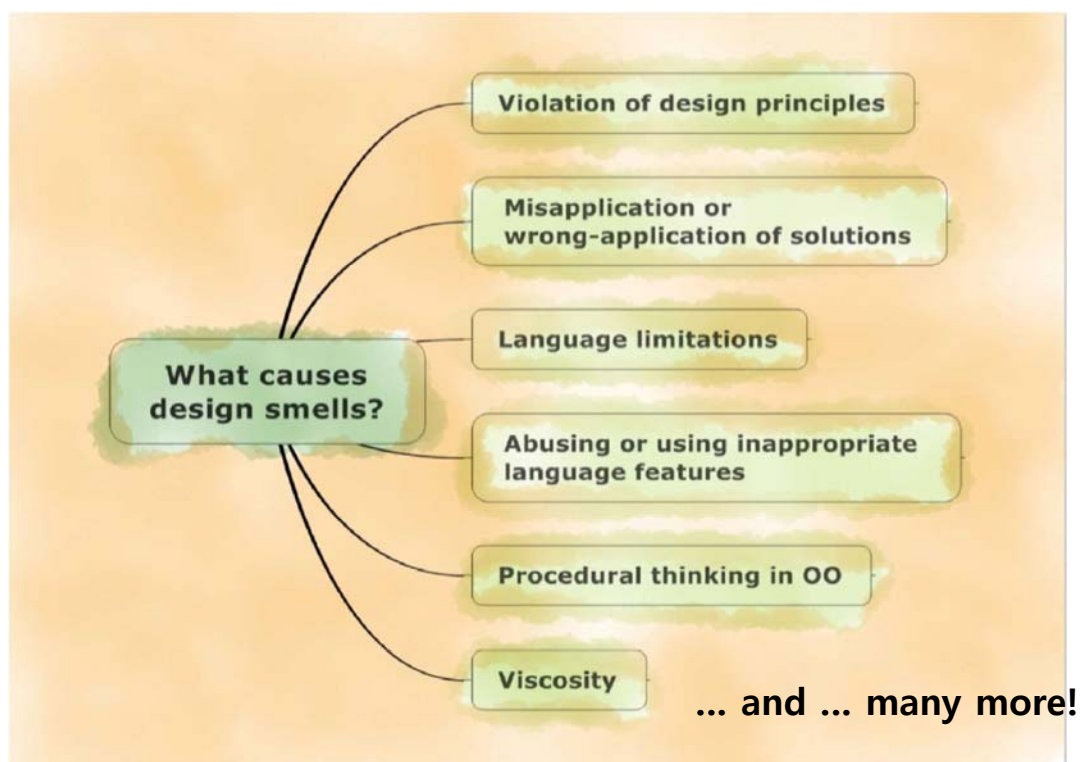 Violation of design principles
Misapplication or
wrong-application of solutions
Language limitations
What causes
design smells?
Abusing or using inappropriate
language features
Procedural thinking in OO
Viscosity
... and ... many more!